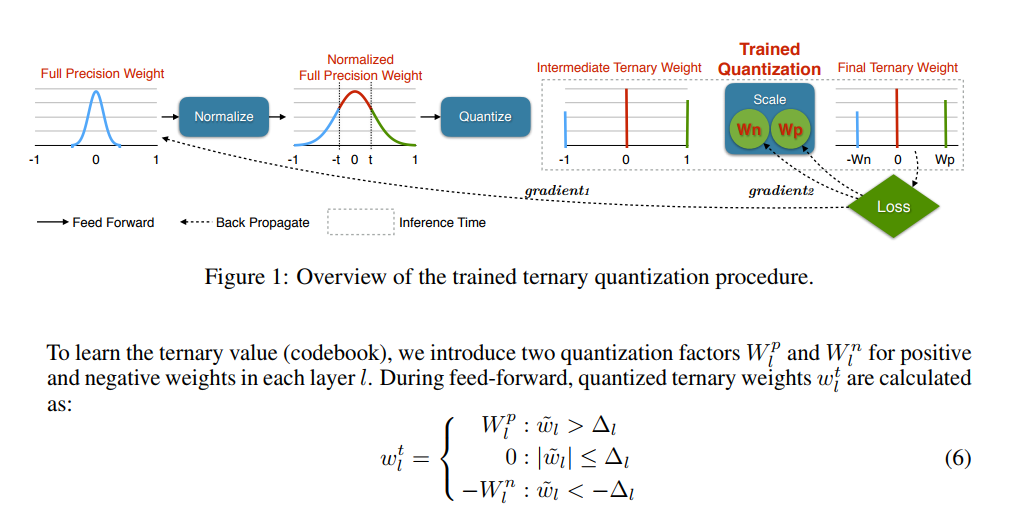 Trained
Quantization
Full Precision Weight
Normalized
Full Precision Weight
Intermediate Ternary Weight
Final Ternary Weight
Normalize
Quantize
Scale
Wn Wp
-1 0 1
-1 -t 0 t 1
-1 0 1
-Wn 0 Wp
gradient₁
gradient₂
Loss
Feed Forward
Back Propagate
Inference Time
Figure 1: Overview of the trained ternary quantization procedure.
To learn the ternary value (codebook), we introduce two quantization factors $W_l^p$ and $W_l^n$ for positive
and negative weights in each layer $l$. During feed-forward, quantized ternary weights $w_l^t$ are calculated
as:
$w_l^t = \begin{cases} W_l^p : \tilde{w}_l > \Delta_l \\ 0 : |\tilde{w}_l| \leq \Delta_l \\ -W_l^n : \tilde{w}_l < -\Delta_l \end{cases}$ (6)